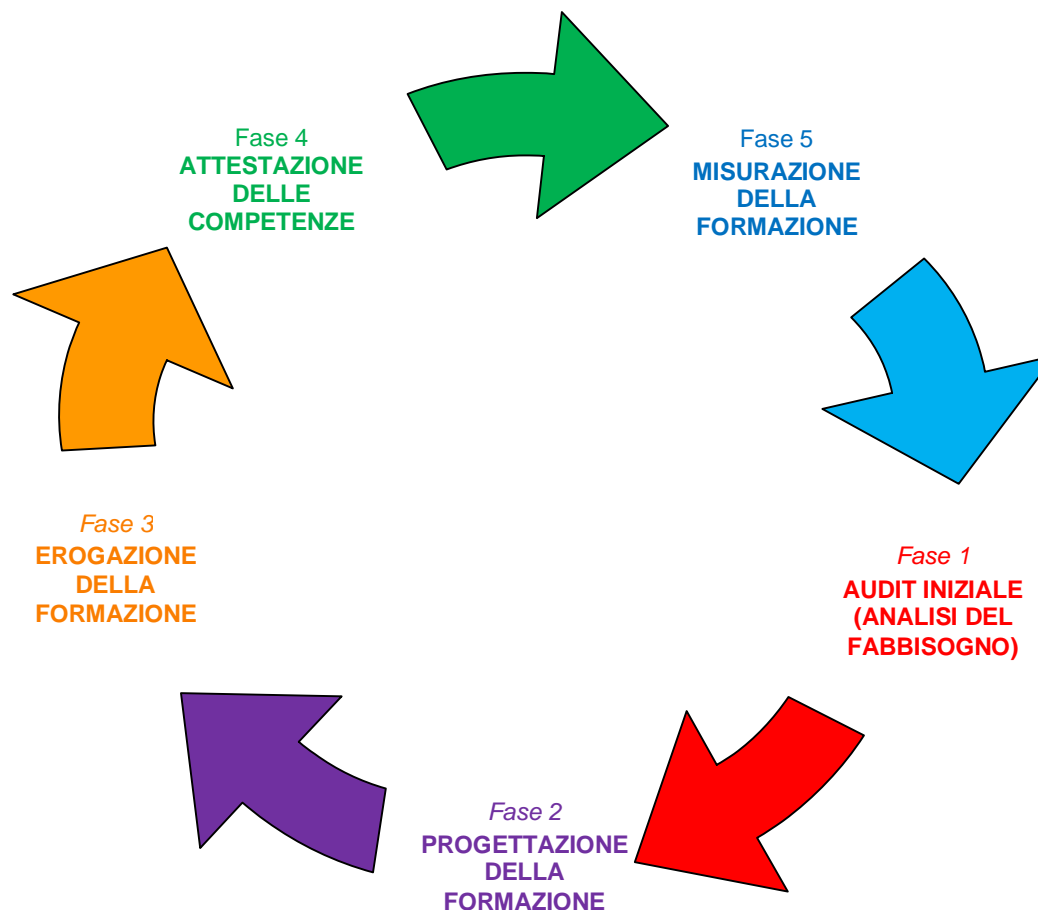 Fase 4
ATTESTAZIONE
DELLE
COMPETENZE
Fase 5
MISURAZIONE
DELLA
FORMAZIONE
Fase 3
EROGAZIONE
DELLA
FORMAZIONE
Fase 1
AUDIT INIZIALE
(ANALISI DEL
FABBISOGNO)
Fase 2
PROGETTAZIONE
DELLA
FORMAZIONE